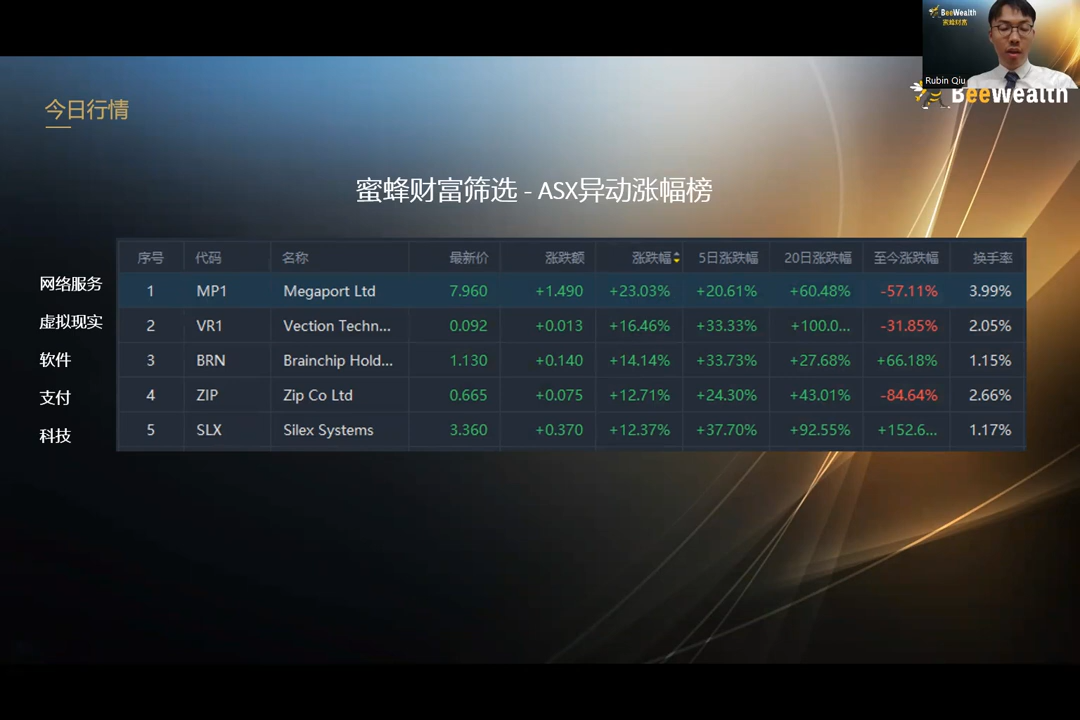 BeeWealth
蜜蜂财富
Rubin Qiu
BeeWealth
今日行情
蜜蜂财富筛选 - ASX异动涨幅榜
序号 代码 名称 最新价 涨跌额 涨跌幅 5日涨跌幅 20日涨跌幅 至今涨跌幅 换手率
网络服务 1 MP1 Megaport Ltd 7.960 +1.490 +23.03% +20.61% +60.48% -57.11% 3.99%
虚拟现实 2 VR1 Vection Techn... 0.092 +0.013 +16.46% +33.33% +100.0... -31.85% 2.05%
软件 3 BRN Brainchip Hold... 1.130 +0.140 +14.14% +33.73% +27.68% +66.18% 1.15%
支付 4 ZIP Zip Co Ltd 0.665 +0.075 +12.71% +24.30% +43.01% -84.64% 2.66%
科技 5 SLX Silex Systems 3.360 +0.370 +12.37% +37.70% +92.55% +152.6... 1.17%